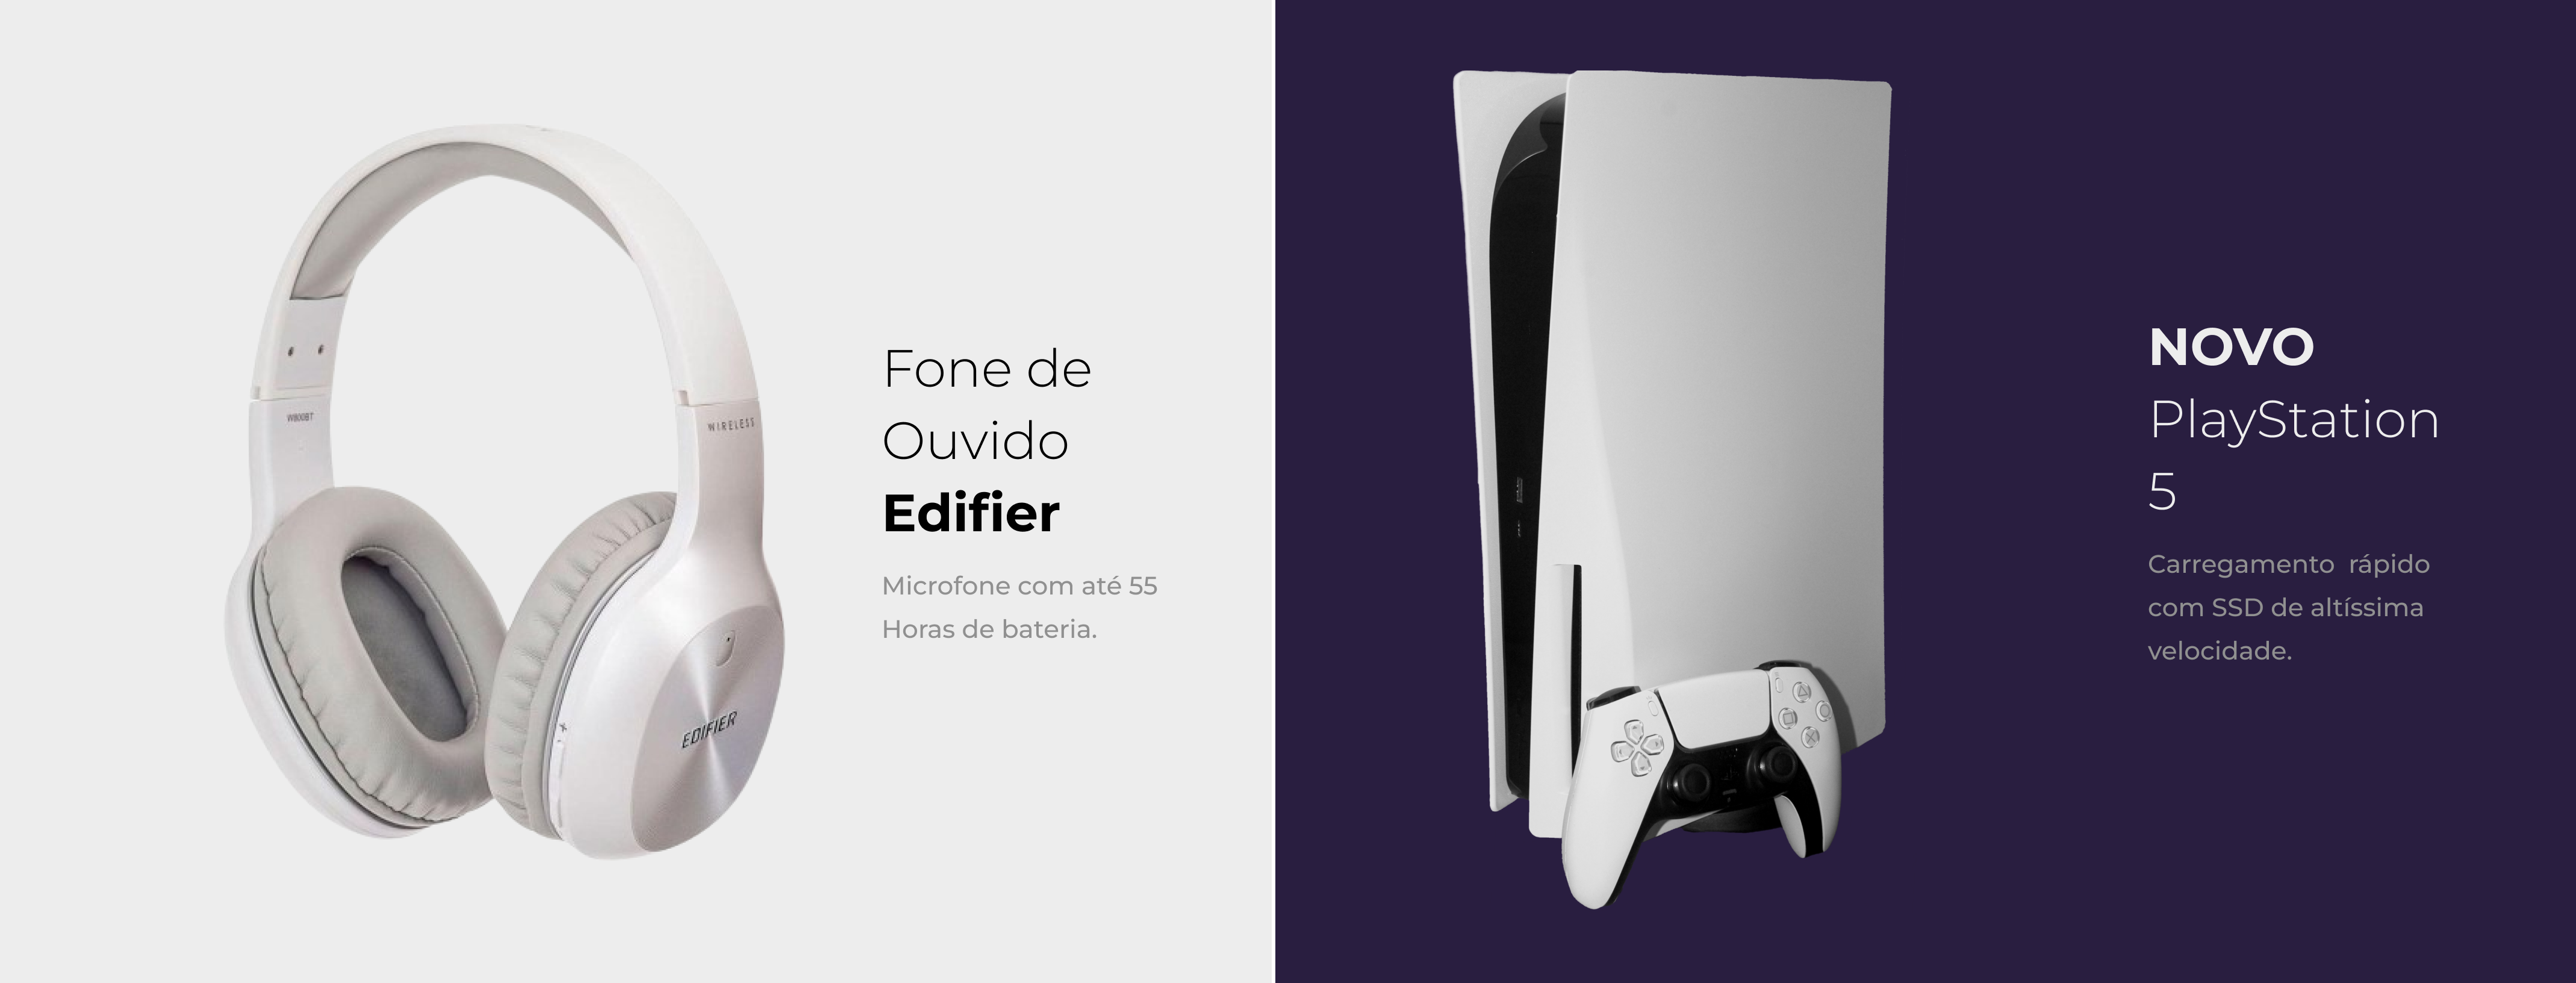 W800BT
WIRELESS
EDIFIER
Fone de
Ouvido
Edifier
Microfone com até 55
Horas de bateria.
NOVO
PlayStation
5
Carregamento  rápido
com SSD de altíssima
velocidade.